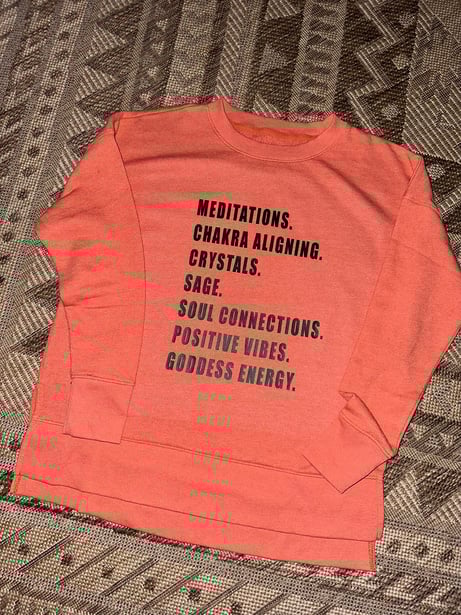 MEDITATIONS.
CHAKRA ALIGNING.
CRYSTALS.
SAGE.
SOUL CONNECTIONS.
POSITIVE VIBES.
GODDESS ENERGY.